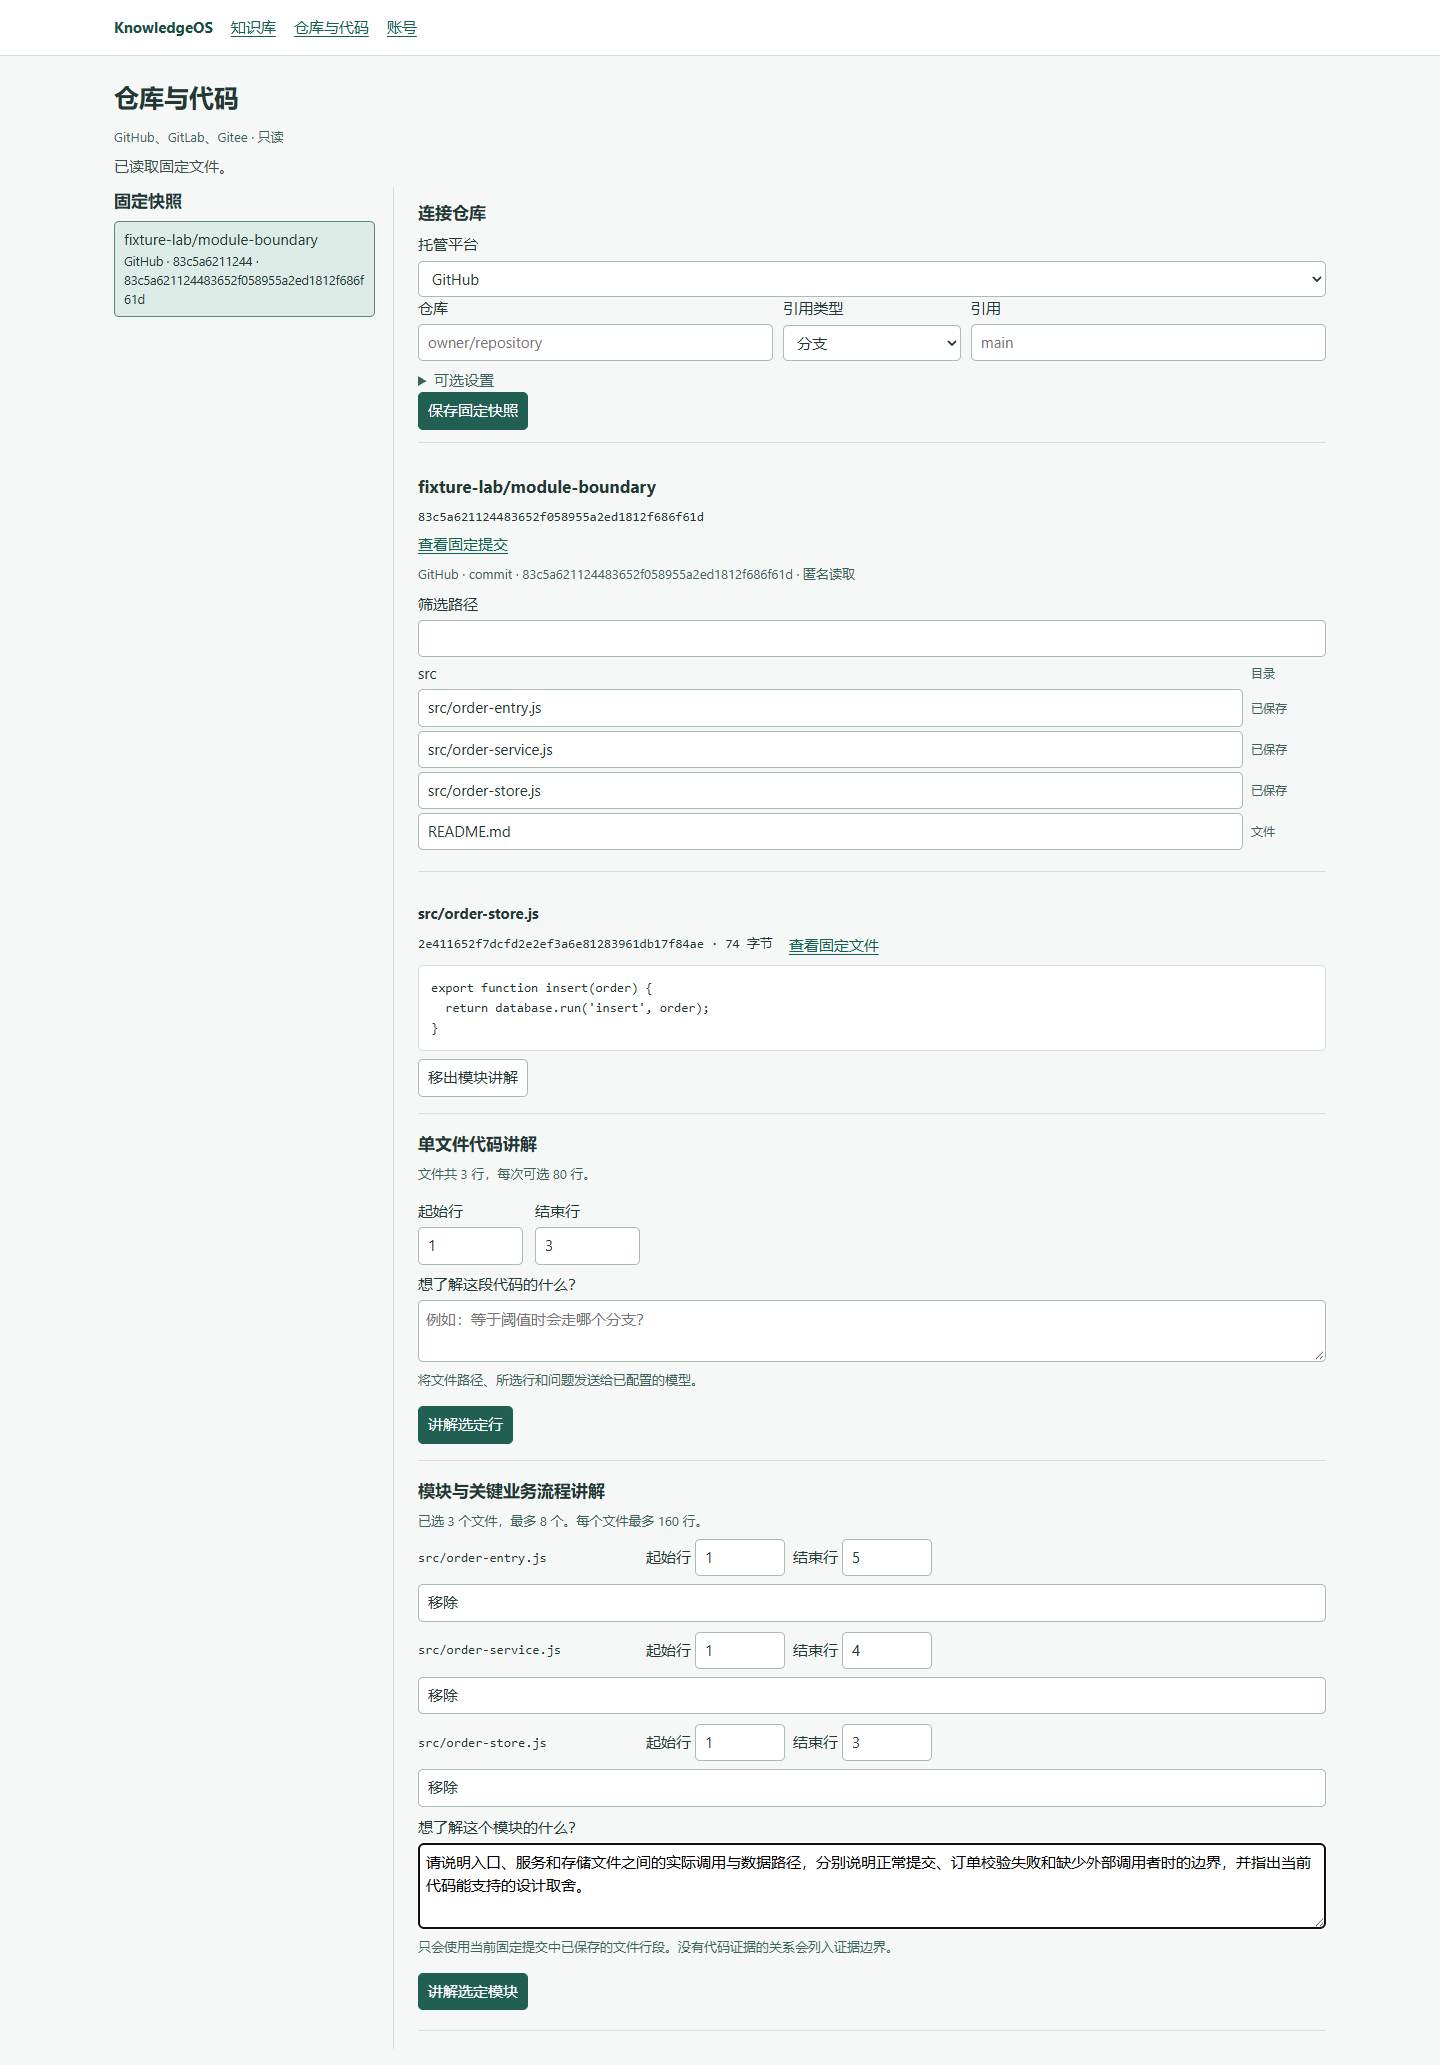 KnowledgeOS 知识库 仓库与代码 账号
仓库与代码
GitHub、GitLab、Gitee · 只读
已读取固定文件。
固定快照
fixture-lab/module-boundary
GitHub · 83c5a6211244 ·
83c5a621124483652f058955a2ed1812f686f
61d
连接仓库
托管平台
GitHub
仓库 引用类型 引用
owner/repository 分支 main
可选设置
保存固定快照
fixture-lab/module-boundary
83c5a621124483652f058955a2ed1812f686f61d
查看固定提交
GitHub · commit · 83c5a621124483652f058955a2ed1812f686f61d · 匿名读取
筛选路径
src 目录
src/order-entry.js 已保存
src/order-service.js 已保存
src/order-store.js 已保存
README.md 文件
src/order-store.js
2e411652f7dcfd2e2ef3a6e81283961db17f84ae · 74 字节 查看固定文件
export function insert(order) {
  return database.run('insert', order);
}
移出模块讲解
单文件代码讲解
文件共 3 行，每次可选 80 行。
起始行 结束行
1 3
想了解这段代码的什么？
例如：等于阈值时会走哪个分支？
将文件路径、所选行和问题发送给已配置的模型。
讲解选定行
模块与关键业务流程讲解
已选 3 个文件，最多 8 个。每个文件最多 160 行。
src/order-entry.js 起始行 1 结束行 5
移除
src/order-service.js 起始行 1 结束行 4
移除
src/order-store.js 起始行 1 结束行 3
移除
想了解这个模块的什么？
请说明入口、服务和存储文件之间的实际调用与数据路径，分别说明正常提交、订单校验失败和缺少外部调用者时的边界，并指出当前
代码能支持的设计取舍。
只会使用当前固定提交中已保存的文件行段。没有代码证据的关系会列入证据边界。
讲解选定模块